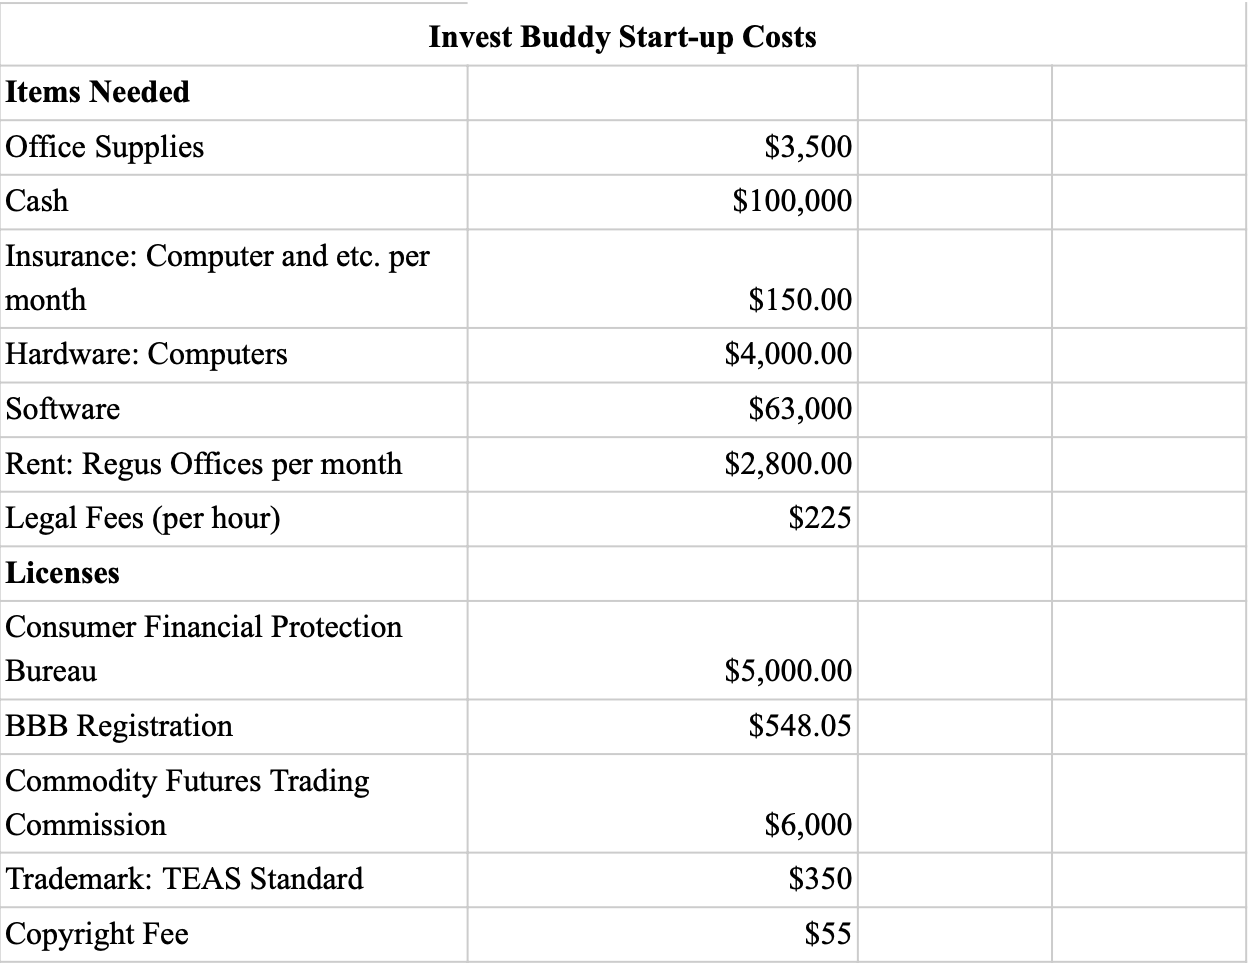 Invest Buddy Start-up Costs
Items Needed
Office Supplies $3,500
Cash $100,000
Insurance: Computer and etc. per
month $150.00
Hardware: Computers $4,000.00
Software $63,000
Rent: Regus Offices per month $2,800.00
Legal Fees (per hour) $225
Licenses
Consumer Financial Protection
Bureau $5,000.00
BBB Registration $548.05
Commodity Futures Trading
Commission $6,000
Trademark: TEAS Standard $350
Copyright Fee $55